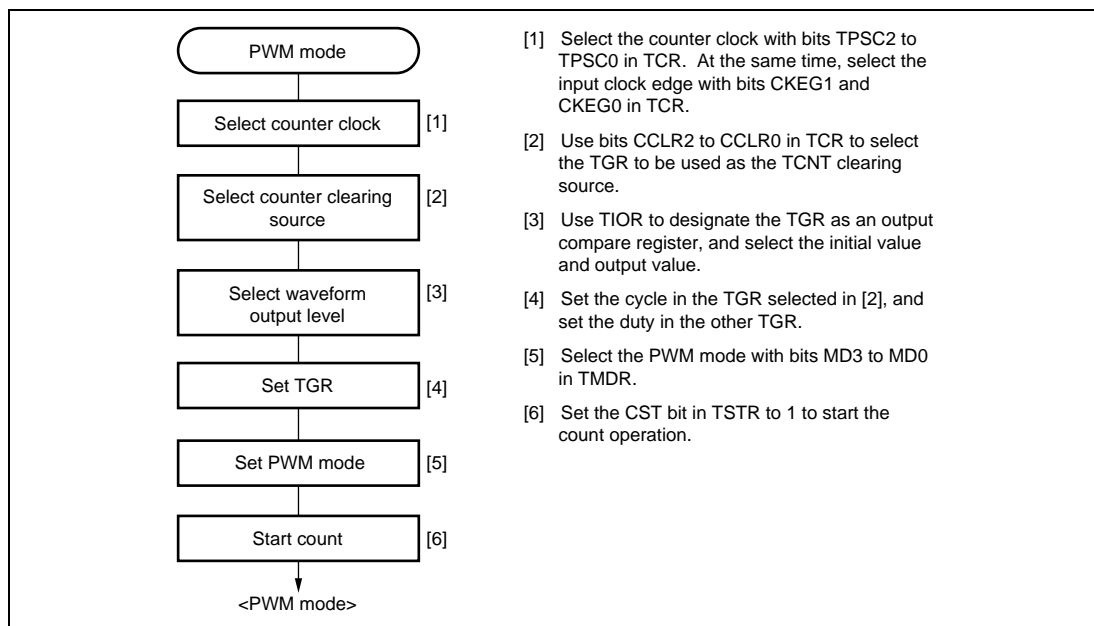 PWM mode
Select counter clock
[1]
Select counter clearing
source
[2]
Select waveform
output level
[3]
Set TGR
[4]
Set PWM mode
[5]
Start count
[6]
<PWM mode>
[1] Select the counter clock with bits TPSC2 to
TPSC0 in TCR. At the same time, select the
input clock edge with bits CKEG1 and
CKEG0 in TCR.
[2] Use bits CCLR2 to CCLR0 in TCR to select
the TGR to be used as the TCNT clearing
source.
[3] Use TIOR to designate the TGR as an output
compare register, and select the initial value
and output value.
[4] Set the cycle in the TGR selected in [2], and
set the duty in the other TGR.
[5] Select the PWM mode with bits MD3 to MD0
in TMDR.
[6] Set the CST bit in TSTR to 1 to start the
count operation.